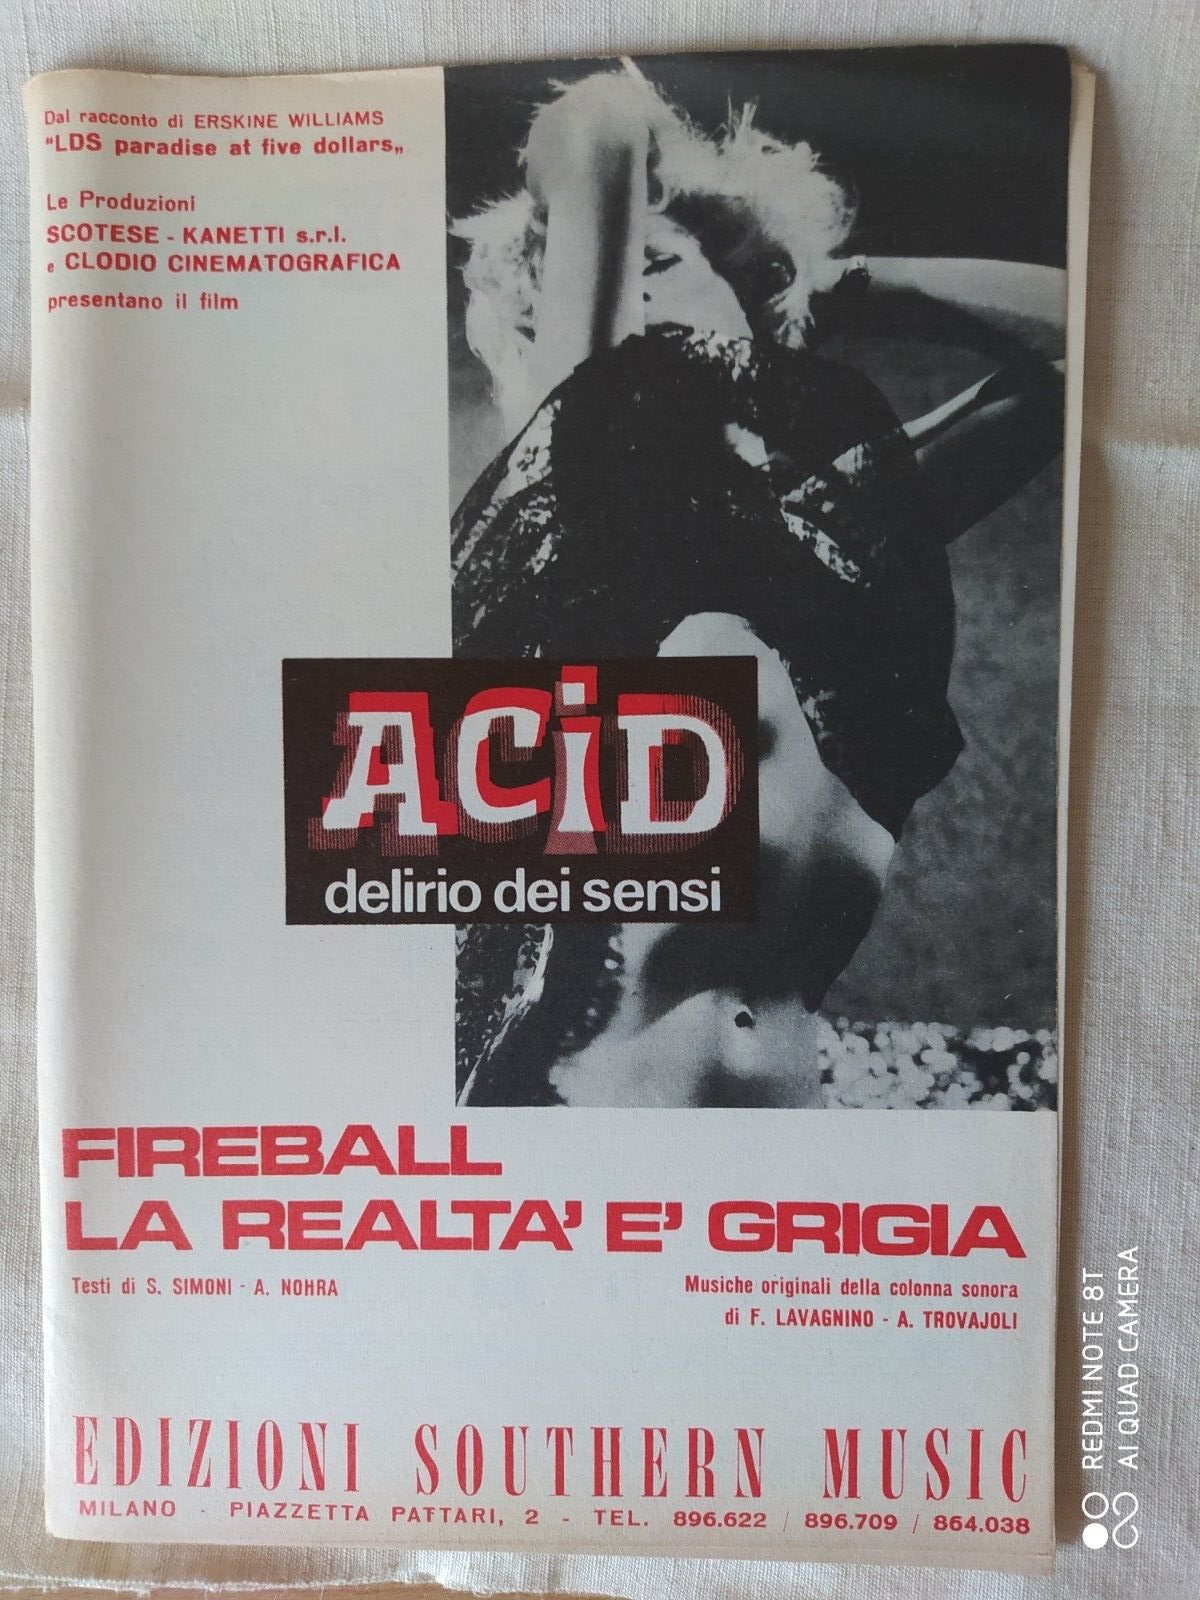 Dal racconto di ERSKINE WILLIAMS
"LDS paradise at five dollars„
Le Produzioni
SCOTESE - KANETTI s.r.l.
e CLODIO CINEMATOGRAFICA
presentano il film
ACiD
delirio dei sensi
FIREBALL
LA REALTA' E' GRIGIA
Testi di S. SIMONI - A. NOHRA
Musiche originali della colonna sonora
di F. LAVAGNINO - A. TROVAJOLI
EDIZIONI SOUTHERN MUSIC
MILANO - PIAZZETTA PATTARI, 2 - TEL. 896.622 / 896.709 / 864.038
REDMI NOTE 8T
AI QUAD CAMERA